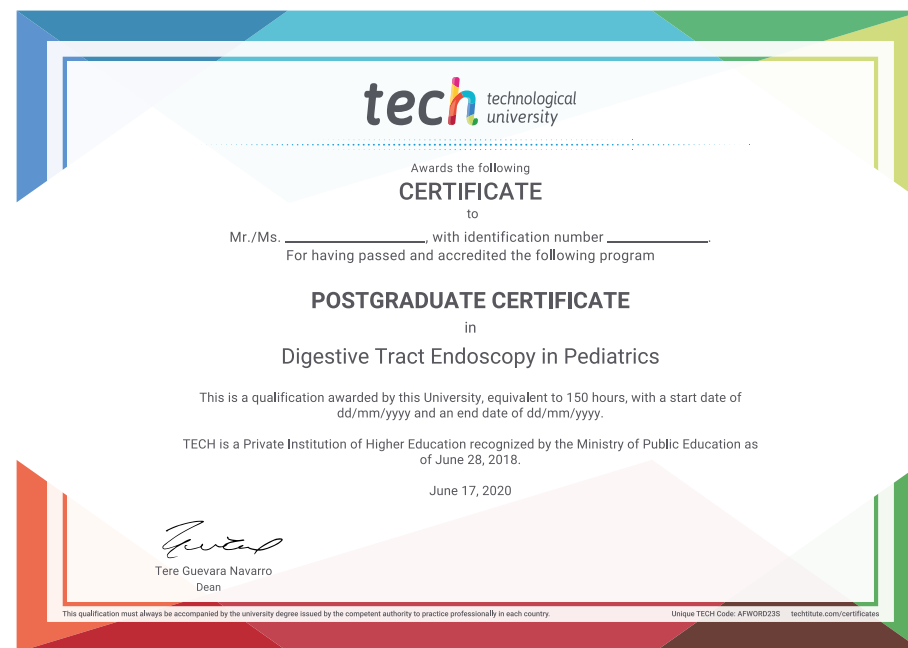 tech technological
university
Awards the following
CERTIFICATE
to
Mr./Ms. ____________________, with identification number ______________.
For having passed and accredited the following program
POSTGRADUATE CERTIFICATE
in
Digestive Tract Endoscopy in Pediatrics
This is a qualification awarded by this University, equivalent to 150 hours, with a start date of
dd/mm/yyyy and an end date of dd/mm/yyyy.
TECH is a Private Institution of Higher Education recognized by the Ministry of Public Education as
of June 28, 2018.
June 17, 2020
Tere Guevara Navarro
Dean
This qualification must always be accompanied by the university degree issued by the competent authority to practice professionally in each country.
Unique TECH Code: AFWORD23S techtitute.com/certificates